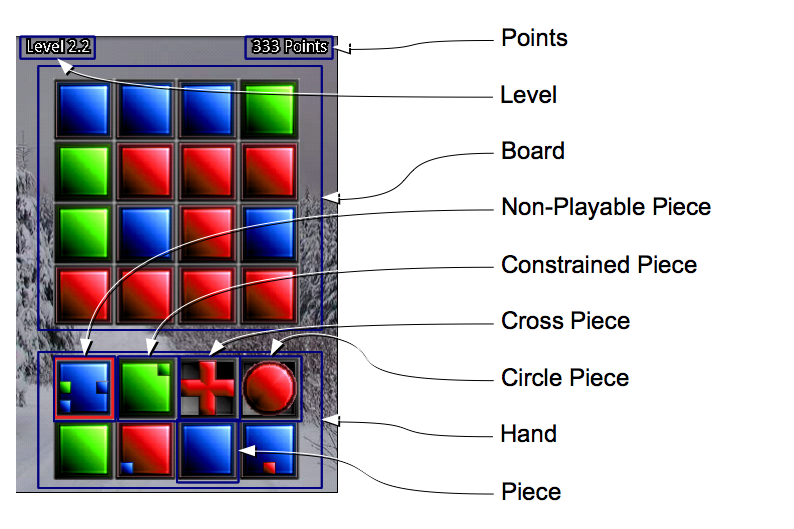 Level 2.2
333 Points
Points
Level
Board
Non-Playable Piece
Constrained Piece
Cross Piece
Circle Piece
Hand
Piece